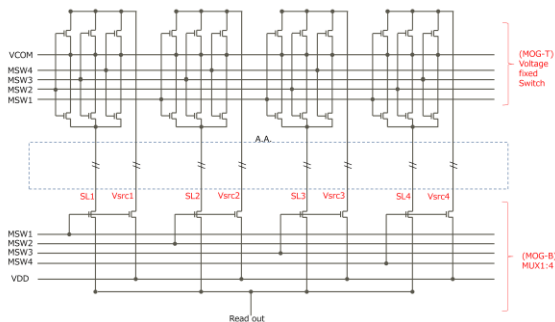 VCOM
MSW4
MSW3
MSW2
MSW1
(MOG-T)
Voltage
fixed
Switch
A.A.
SL1 Vsrc1 SL2 Vsrc2 SL3 Vsrc3 SL4 Vsrc4
MSW1
MSW2
MSW3
MSW4
VDD
(MOG-B)
MUX1:4
Read out